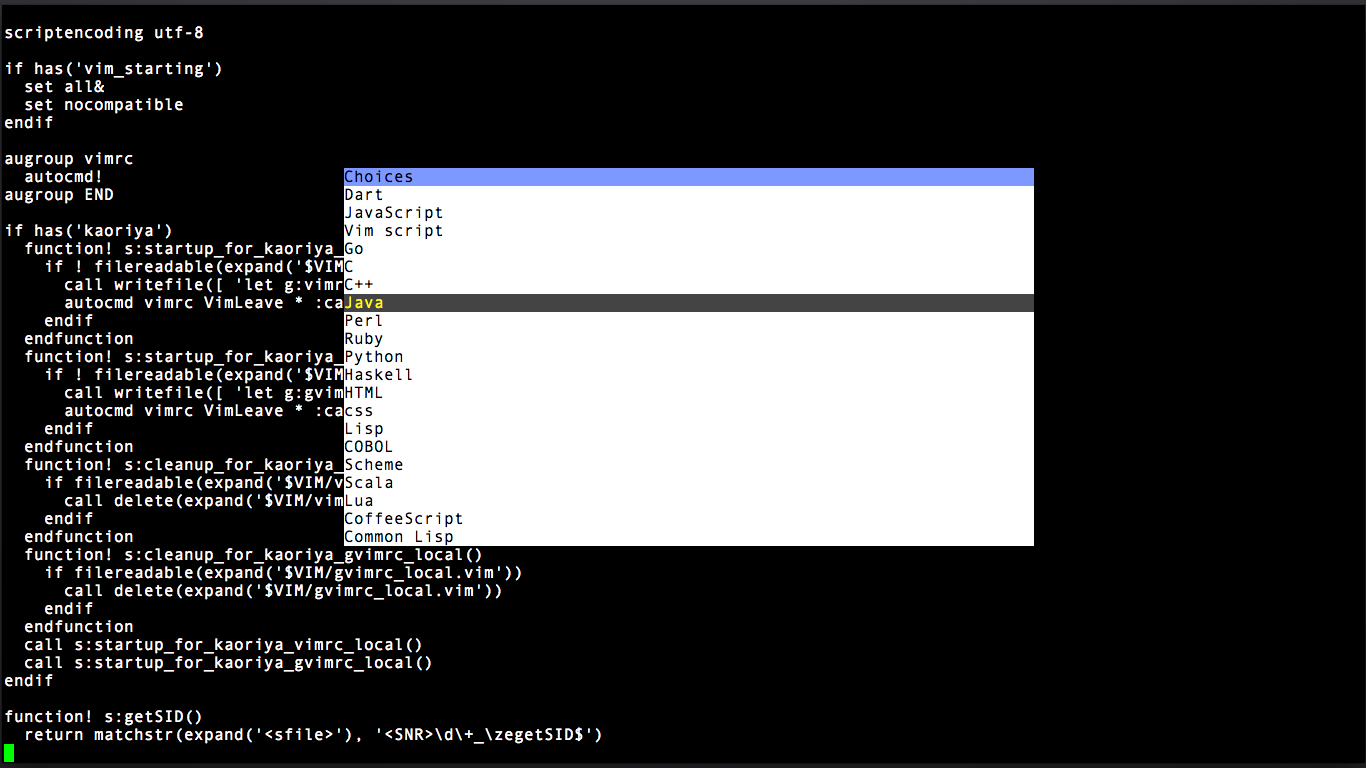 scriptencoding utf-8
if has('vim_starting')
  set all&
  set nocompatible
endif
augroup vimrc
  autocmd!
augroup END
if has('kaoriya')
  function! s:startup_for_kaoriya_
    if ! filereadable(expand('$VIM
      call writefile([ 'let g:vimr
      autocmd vimrc VimLeave * :ca
    endif
  endfunction
  function! s:startup_for_kaoriya_
    if ! filereadable(expand('$VIM
      call writefile([ 'let g:gvim
      autocmd vimrc VimLeave * :ca
    endif
  endfunction
  function! s:cleanup_for_kaoriya_
    if filereadable(expand('$VIM/v
      call delete(expand('$VIM/vim
    endif
  endfunction
  function! s:cleanup_for_kaoriya_gvimrc_local()
    if filereadable(expand('$VIM/gvimrc_local.vim'))
      call delete(expand('$VIM/gvimrc_local.vim'))
    endif
  endfunction
  call s:startup_for_kaoriya_vimrc_local()
  call s:startup_for_kaoriya_gvimrc_local()
endif
function! s:getSID()
  return matchstr(expand('<sfile>'), '<SNR>\d\+_\zegetSID$')
Choices
Dart
JavaScript
Vim script
Go
C
C++
Java
Perl
Ruby
Python
Haskell
HTML
css
Lisp
COBOL
Scheme
Scala
Lua
CoffeeScript
Common Lisp